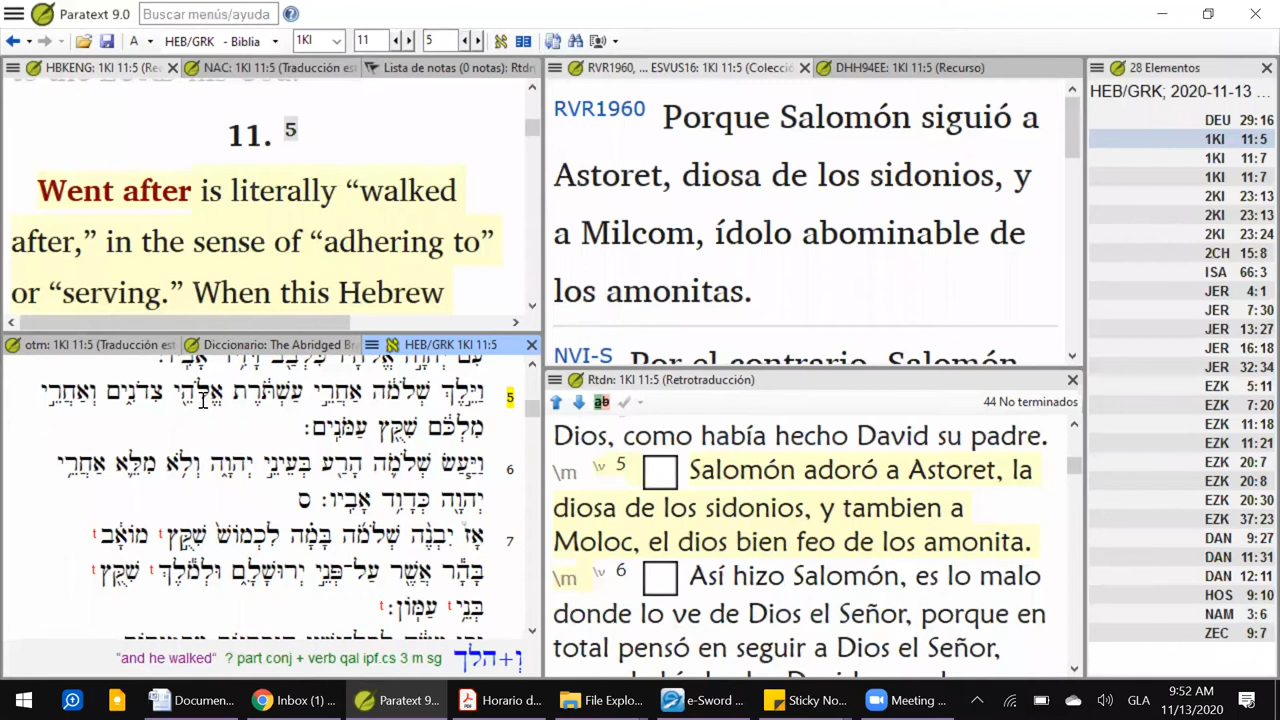 Paratext 9.0
Buscar menús/ayuda
A HEB/GRK - Biblia 1KI 11 5
HBKENG: 1KI 11:5 (Re
NAC: 1KI 11:5 (Traducción es
Lista de notas (0 notas): Rtdn
11. 5
Went after is literally “walked
after,” in the sense of “adhering to”
or “serving.” When this Hebrew
RVR1960, ... ESVUS16: 1KI 11:5 (Colecci
DHH94EE: 1KI 11:5 (Recurso)
RVR1960 Porque Salomón siguió a
Astoret, diosa de los sidonios, y
a Milcom, ídolo abominable de
los amonitas.
NVI-S Por el contrario, Salomón
28 Elementos
HEB/GRK; 2020-11-13 ...
DEU 29:16
1KI 11:5
1KI 11:7
1KI 11:7
2KI 23:13
2KI 23:13
2KI 23:24
2CH 15:8
ISA 66:3
JER 4:1
JER 7:30
JER 13:27
JER 16:18
JER 32:34
EZK 5:11
EZK 7:20
EZK 11:18
EZK 11:21
EZK 20:7
EZK 20:8
EZK 20:30
EZK 37:23
DAN 9:27
DAN 11:31
DAN 12:11
HOS 9:10
NAM 3:6
ZEC 9:7
otm: 1KI 11:5 (Traducción est
Diccionario: The Abridged Br
HEB/GRK 1KI 11:5
5 וַיֵּ֣לֶךְ שְׁלֹמֹ֔ה אַחֲרֵ֣י עַשְׁתֹּ֔רֶת אֱלֹהֵ֖י צִדֹנִ֑ים וְאַחֲרֵ֥י
מִלְכֹּ֖ם שִׁקֻּ֥ץ עַמֹּנִֽים׃
6 וַיַּ֧עַשׂ שְׁלֹמֹ֛ה הָרַ֖ע בְּעֵינֵ֣י יְהוָ֑ה וְלֹ֥א מִלֵּ֛א אַחֲרֵ֥י
יְהוָ֖ה כְּדָוִ֥ד אָבִֽיו׃ ס
7 אָז֩ יִבְנֶ֨ה שְׁלֹמֹ֜ה בָּמָ֗ה לִכְמוֹשׁ֙ שִׁקֻּ֣ץ t מוֹאָ֔ב t
בָּהָ֕ר אֲשֶׁ֖ר עַל־פְּנֵ֣י יְרוּשָׁלִָ֑ם וּלְמֹ֕לֶךְ t שִׁקֻּ֖ץ t
בְּנֵ֥י t עַמּֽוֹן׃ t
"and he walked" ? part conj + verb qal ipf.cs 3 m sg וְ+הלך
Rtdn: 1KI 11:5 (Retrotraducción)
ab 44 No terminados
Dios, como había hecho David su padre.
\m \v 5 Salomón adoró a Astoret, la
diosa de los sidonios, y tambien a
Moloc, el dios bien feo de los amonita.
\m \v 6 Así hizo Salomón, es lo malo
donde lo ve de Dios el Señor, porque en
total pensó en seguir a Dios el Señor,
Documen...
Inbox (1) ...
Paratext 9...
Horario d...
File Explo...
e-Sword ...
Sticky No...
Meeting ...
GLA
9:52 AM
11/13/2020